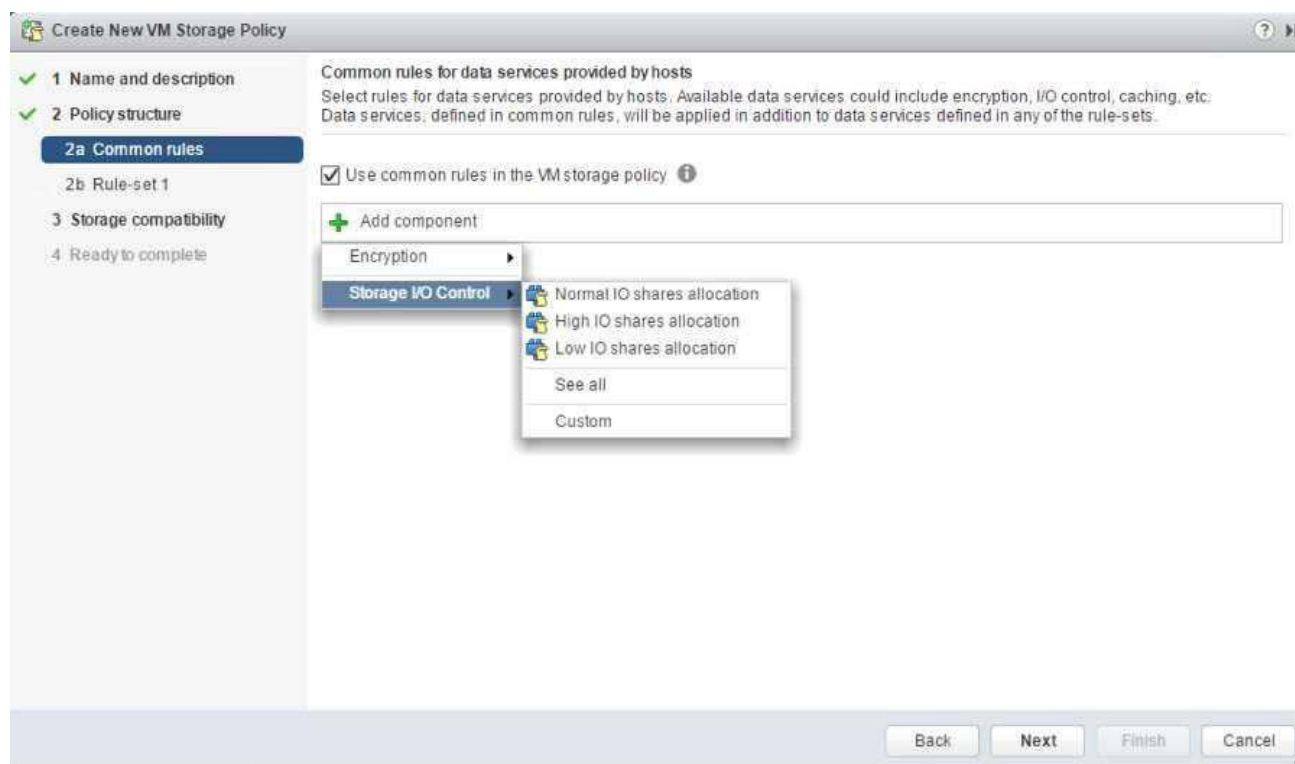 Create New VM Storage Policy
1 Name and description
2 Policy structure
2a Common rules
2b Rule-set 1
3 Storage compatibility
4 Ready to complete
Common rules for data services provided by hosts
Select rules for data services provided by hosts. Available data services could include encryption, I/O control, caching, etc.
Data services, defined in common rules, will be applied in addition to data services defined in any of the rule-sets.
Use common rules in the VM storage policy
Add component
Encryption
Storage I/O Control
Normal IO shares allocation
High IO shares allocation
Low IO shares allocation
See all
Custom
Back
Next
Finish
Cancel